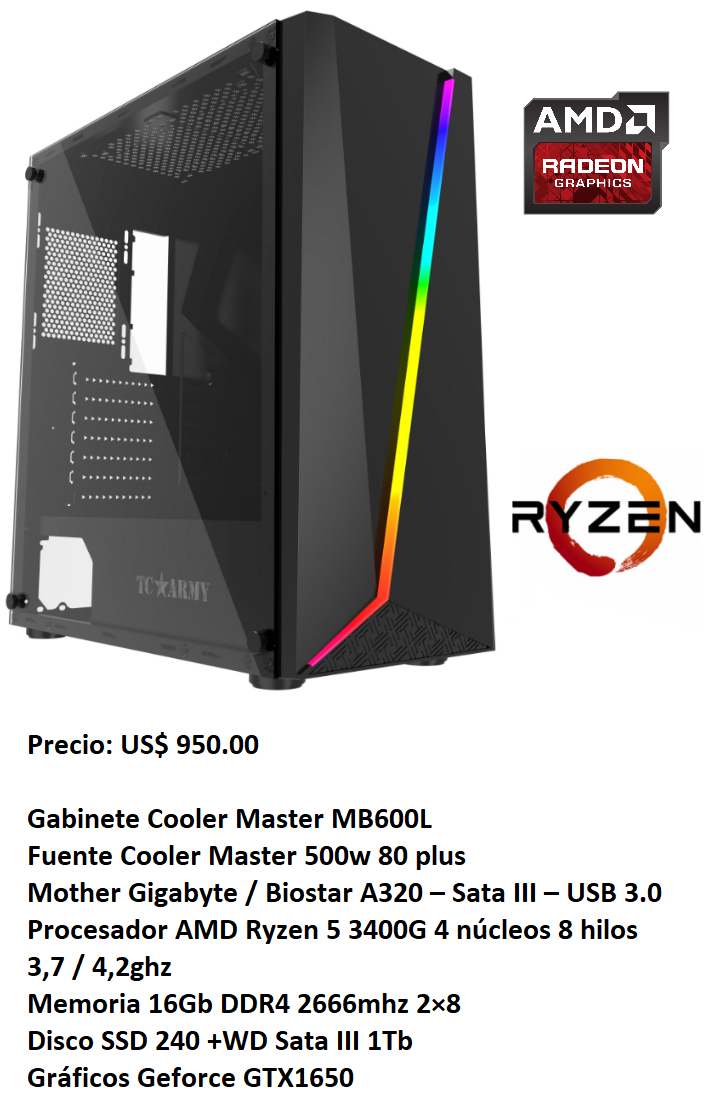 AMD
RADEON
GRAPHICS
RYZEN
TC★ARMY
Precio: US$ 950.00
Gabinete Cooler Master MB600L
Fuente Cooler Master 500w 80 plus
Mother Gigabyte / Biostar A320 – Sata III – USB 3.0
Procesador AMD Ryzen 5 3400G 4 núcleos 8 hilos
3,7 / 4,2ghz
Memoria 16Gb DDR4 2666mhz 2×8
Disco SSD 240 +WD Sata III 1Tb
Gráficos Geforce GTX1650